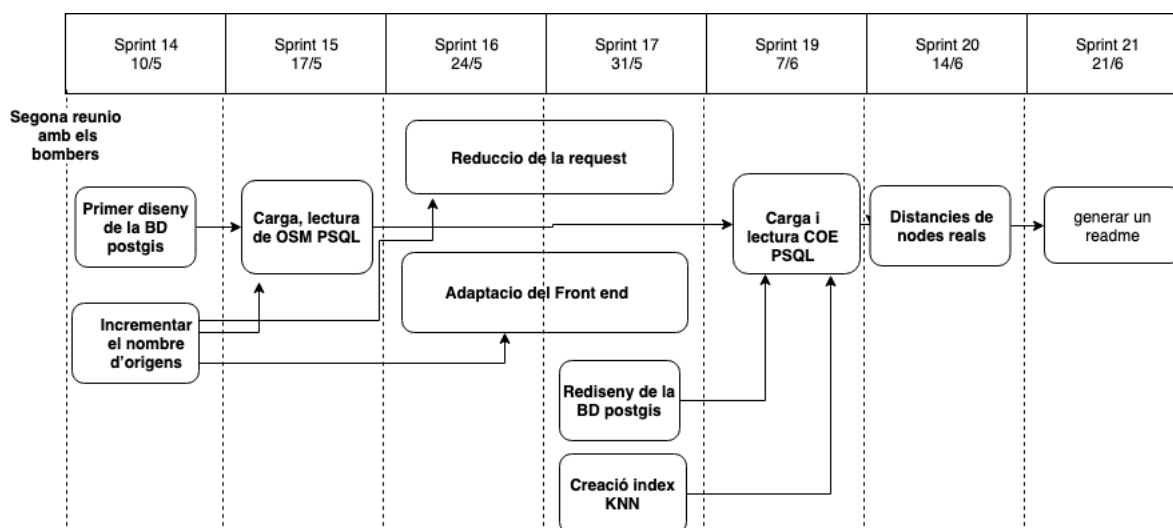 Sprint 14
10/5
Sprint 15
17/5
Sprint 16
24/5
Sprint 17
31/5
Sprint 19
7/6
Sprint 20
14/6
Sprint 21
21/6
Segona reunio
amb els
bombers
Reduccio de la request
Primer diseny
de la BD
postgis
Carga, lectura
de OSM PSQL
Carga i
lectura COE
PSQL
Distancies de
nodes reals
generar un
readme
Adaptacio del Front end
Incrementar
el nombre
d'origens
Rediseny de la
BD postgis
Creació index
KNN